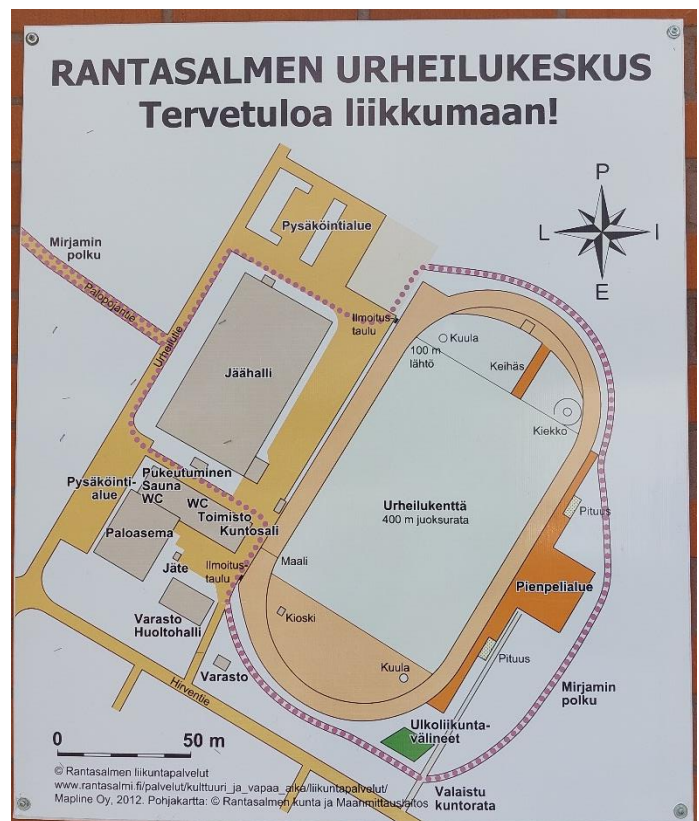 RANTASALMEN URHEILUKESKUS
Tervetuloa liikkumaan!
P
L
I
E
Pysäköintialue
Mirjamin
polku
Palopojantie
Urheilutie
Ilmoitus-
taulu
Kuula
100 m
lähtö
Keihäs
Jäähalli
Kiekko
Pukeutuminen
Sauna
WC
Pysäköinti-
alue
WC
Toimisto
Kuntosali
Urheilukenttä
400 m juoksurata
Pituus
Paloasema
Jäte
Ilmoitus-
taulu
Maali
Pienpelialue
Varasto
Huoltohalli
Kioski
Varasto
Kuula
Pituus
Hirventie
Mirjamin
polku
Ulkoliikunta-
välineet
0 50 m
Valaistu
kuntorata
© Rantasalmen liikuntapalvelut
www.rantasalmi.fi/palvelut/kulttuuri_ja_vapaa_aika/liikuntapalvelut/
Mapline Oy, 2012. Pohjakartta: © Rantasalmen kunta ja Maanmittauslaitos